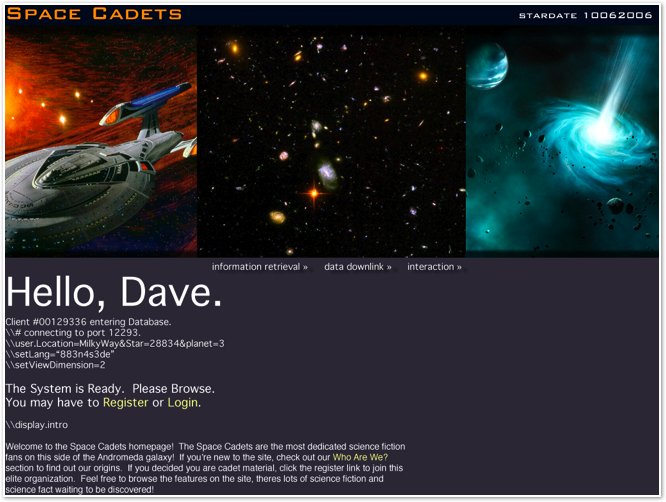 Space Cadets
stardate 10062006
information retrieval » data downlink » interaction »
Hello, Dave.
Client #00129336 entering Database.
\\# connecting to port 12293.
\\user.Location=MilkyWay&Star=28834&planet=3
\\setLang="883n4s3de"
\\setViewDimension=2
The System is Ready. Please Browse.
You may have to Register or Login.
\\display.intro
Welcome to the Space Cadets homepage! The Space Cadets are the most dedicated science fiction
fans on this side of the Andromeda galaxy! If you're new to the site, check out our Who Are We?
section to find out our origins. If you decided you are cadet material, click the register link to join this
elite organization. Feel free to browse the features on the site, theres lots of science fiction and
science fact waiting to be discovered!